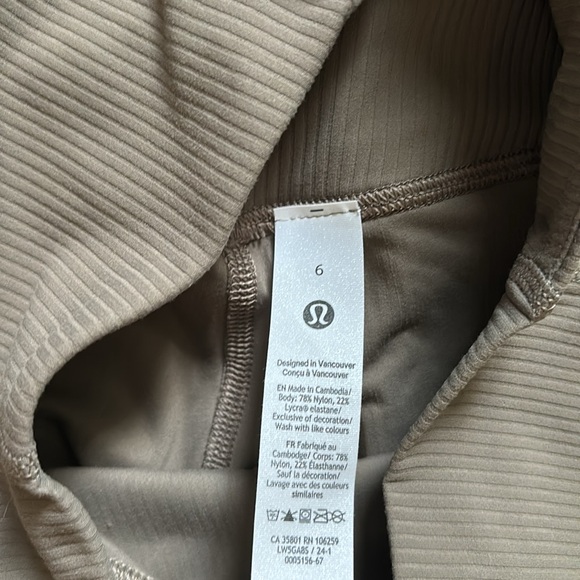 6
Designed in Vancouver
Conçu à Vancouver
EN Made in Cambodia/
Body: 78% Nylon, 22%
Lycra® elastane/
Exclusive of decoration/
Wash with like colours
FR Fabriqué au
Cambodge/ Corps: 78%
Nylon, 22% Élasthanne/
Sauf la décoration/
Lavage avec des couleurs
similaires
CA 35801 RN 106259
LW5GA8S / 24-1
0005156-67